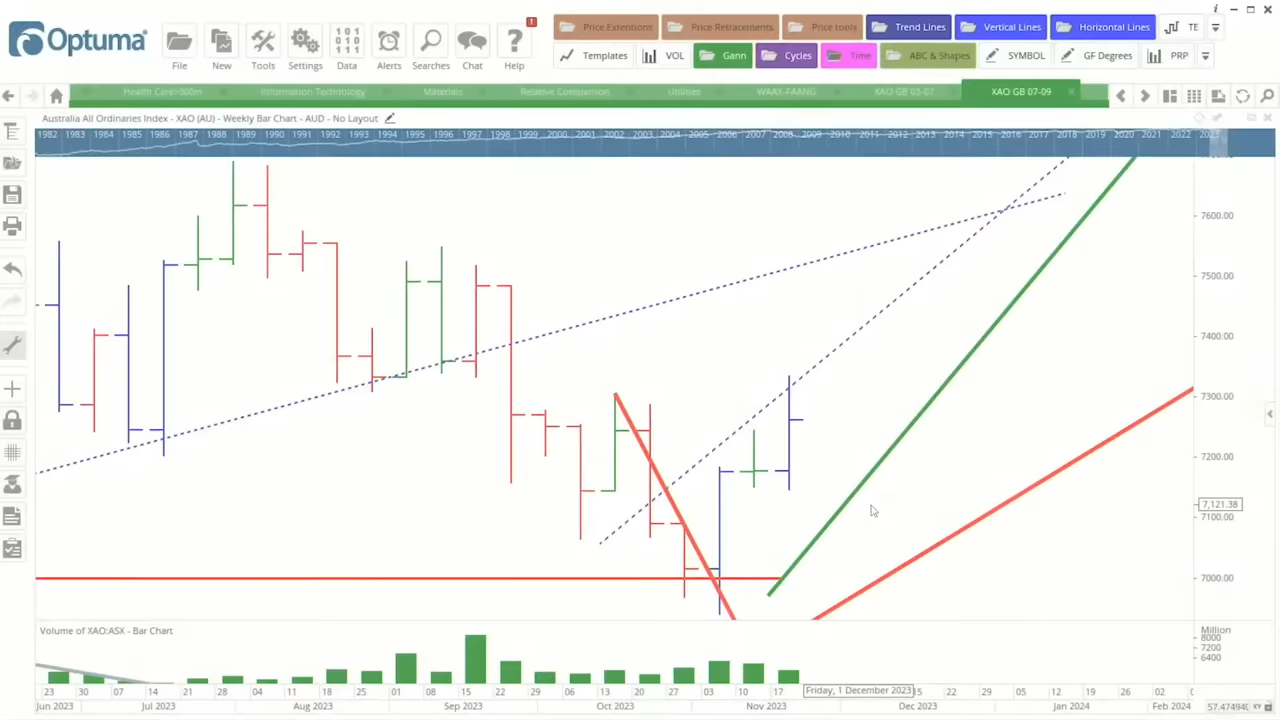 Optuma
File New Tools Settings Data Alerts Searches Chat Help
1
Price Extentions Price Retracements Price tools Trend Lines Vertical Lines Horizontal Lines TE
Templates VOL Gann Cycles Time ABC & Shapes SYMBOL GF Degrees PRP
Health Care>300m Information Technology Materials Relative Comparison Utilities WAAX-FAANG XAO GB 03-07 XAO GB 07-09
Australia All Ordinaries Index - XAO (AU) - Weekly Bar Chart - AUD - No Layout
1982 1983 1984 1985 1986 1987 1988 1989 1990 1991 1992 1993 1994 1995 1996 1997 1998 1999 2000 2001 2002 2003 2004 2005 2006 2007 2008 2009 2010 2011 2012 2013 2014 2015 2016 2017 2018 2019 2020 2021 2022
7600.00
7500.00
7400.00
7300.00
7200.00
7,121.38
7100.00
7000.00
Volume of XAO:ASX - Bar Chart
Million
8000
7200
6400
23 30 07 14 21 28 04 11 18 25 01 08 15 22 29 06 13 20 27 03 10 17 Friday, 1 December 2023 15 22 29 05 12 19 26 02
Jun 2023 Jul 2023 Aug 2023 Sep 2023 Oct 2023 Nov 2023 Dec 2023 Jan 2024 Feb 2024
XY